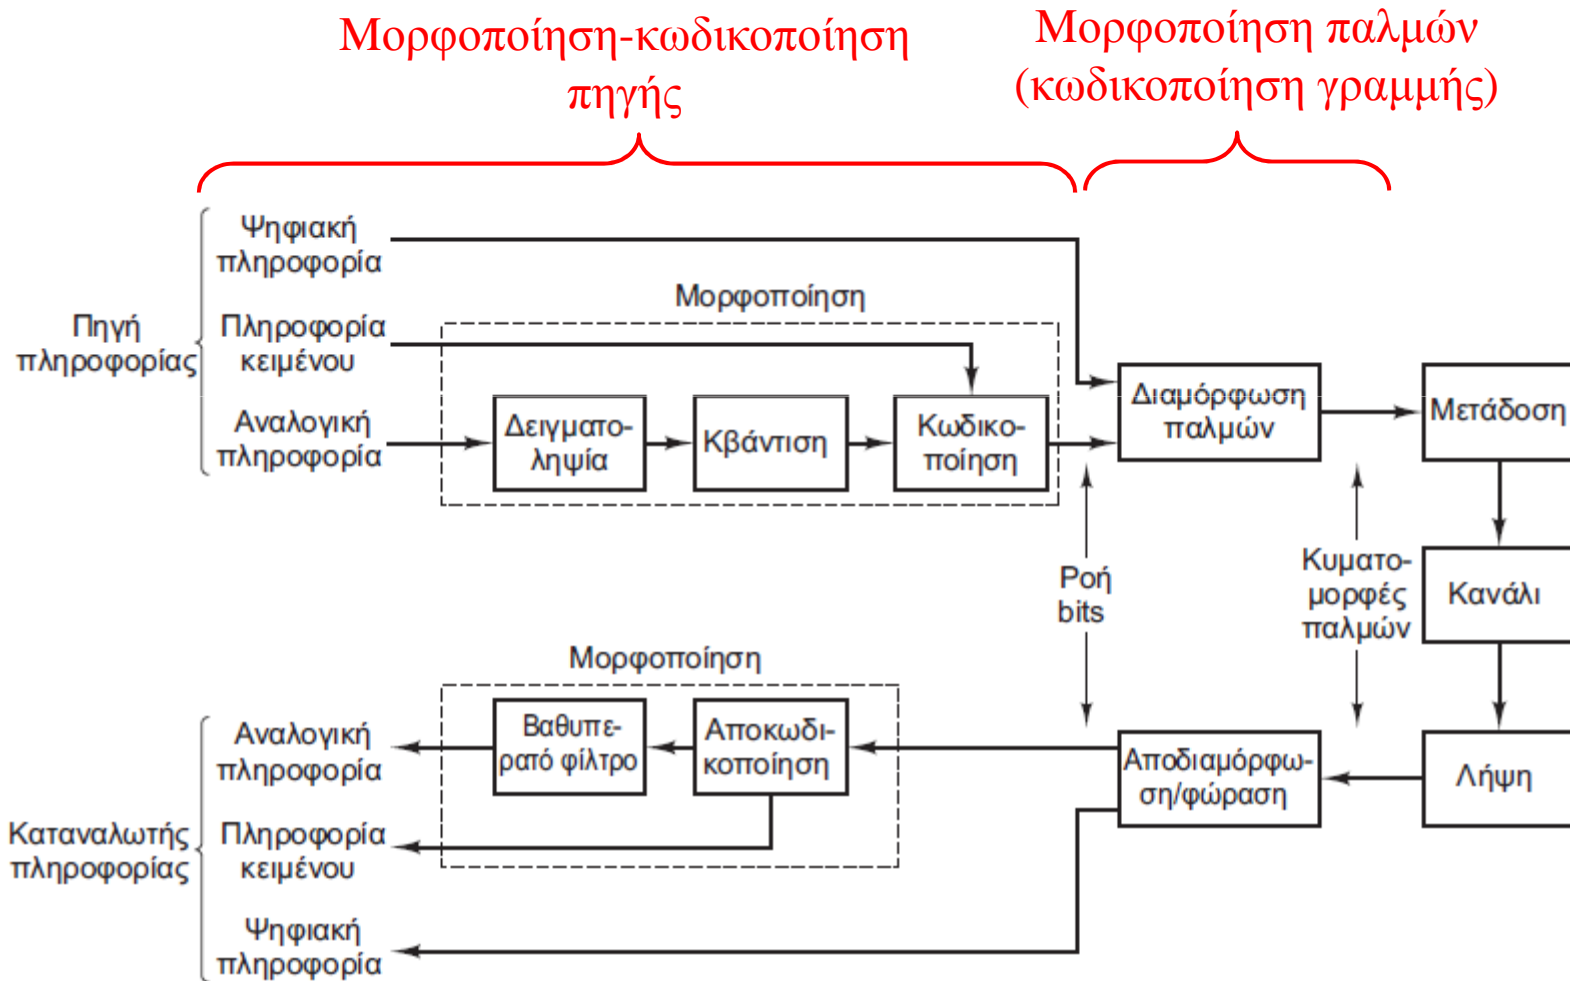 Μορφοποίηση-κωδικοποίηση
πηγής
Μορφοποίηση παλμών
(κωδικοποίηση γραμμής)
Ψηφιακή
πληροφορία
Μορφοποίηση
Πηγή
πληροφορίας
Πληροφορία
κειμένου
Αναλογική
πληροφορία
Δειγματο-
ληψία
Κβάντιση
Κωδικο-
ποίηση
Διαμόρφωση
παλμών
Μετάδοση
Ροή
bits
Κυματο-
μορφές
παλμών
Κανάλι
Μορφοποίηση
Αναλογική
πληροφορία
Βαθυπε-
ρατό φίλτρο
Αποκωδι-
κοποίηση
Αποδιαμόρφω-
ση/φώραση
Λήψη
Καταναλωτής
πληροφορίας
Πληροφορία
κειμένου
Ψηφιακή
πληροφορία